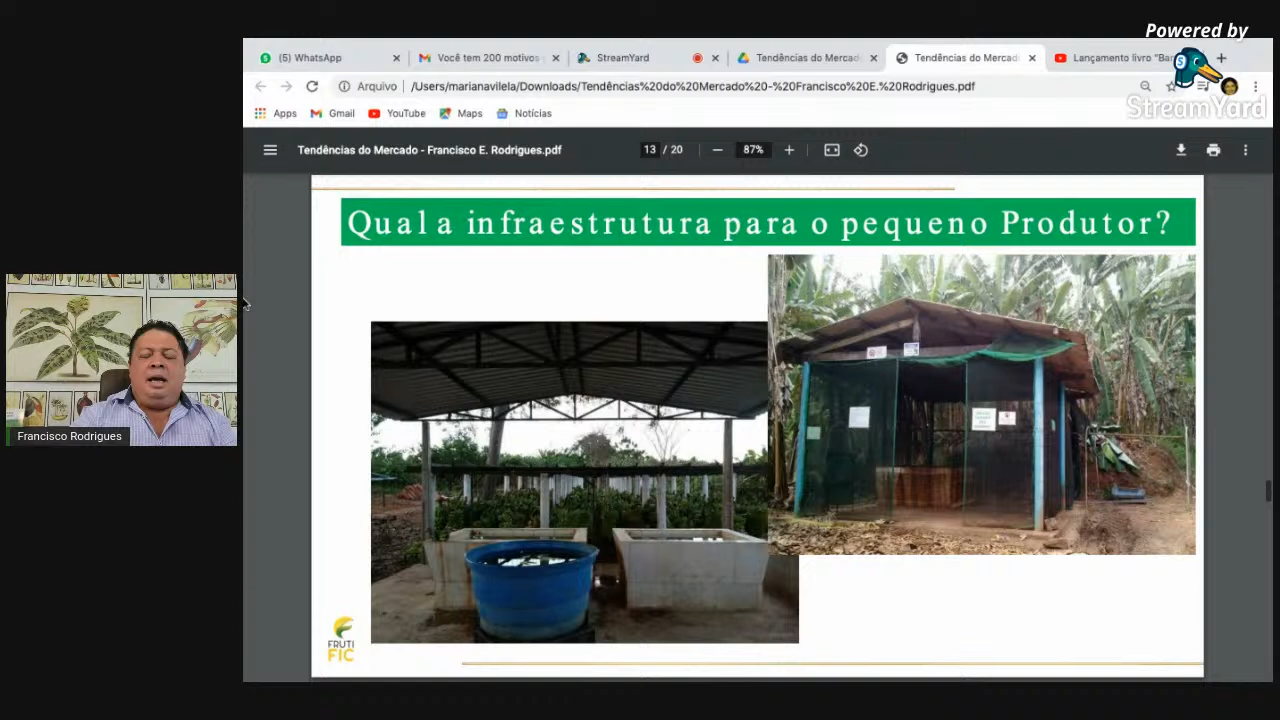 Powered by
StreamYard
(5) WhatsApp
Você tem 200 motivos
StreamYard
Tendências do Mercad
Tendências do Mercad
Lançamento livro "Ba
Arquivo
/Users/marianavilela/Downloads/Tendências%20do%20Mercado%20-%20Francisco%20E.%20Rodrigues.pdf
Apps
Gmail
YouTube
Maps
Notícias
Tendências do Mercado - Francisco E. Rodrigues.pdf
13 / 20
87%
Qual a infraestrutura para o pequeno Produtor?
Francisco Rodrigues
FRUTI
FIC